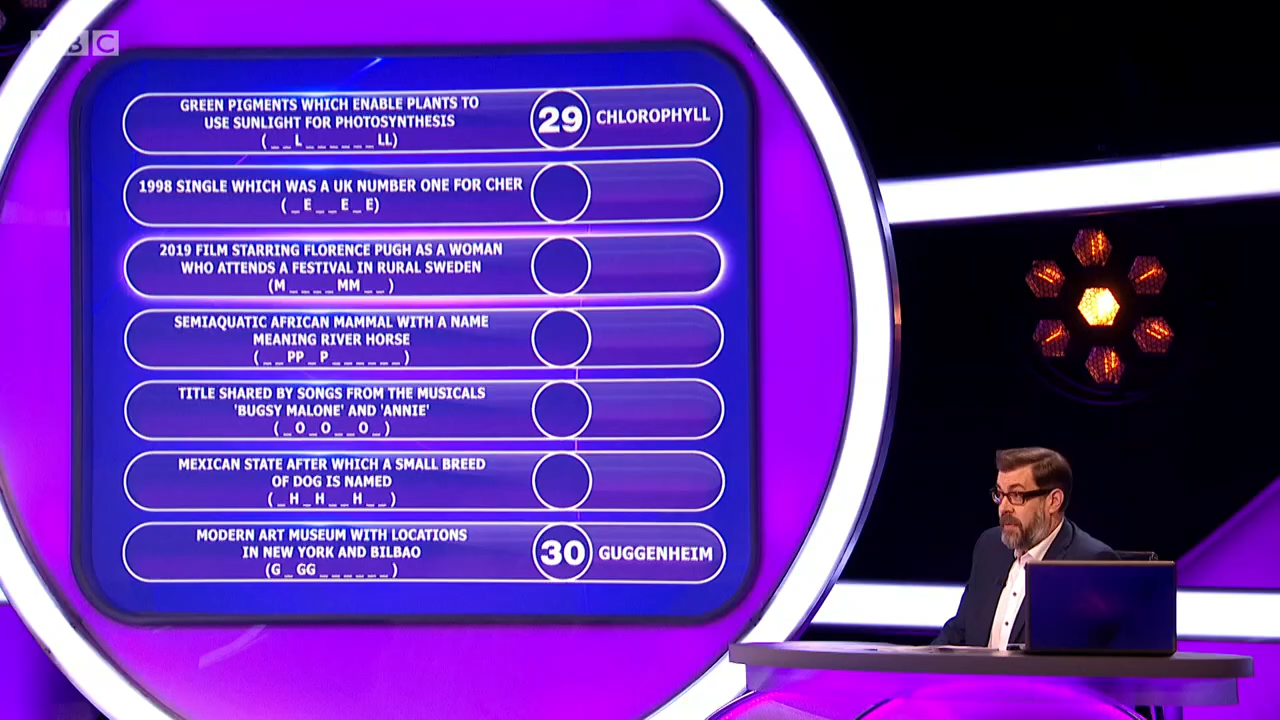 BBC
GREEN PIGMENTS WHICH ENABLE PLANTS TO
USE SUNLIGHT FOR PHOTOSYNTHESIS
(_ _ L _ _ _ _ _ _ LL)
29 CHLOROPHYLL
1998 SINGLE WHICH WAS A UK NUMBER ONE FOR CHER
(_ E _ _ E _ E)
2019 FILM STARRING FLORENCE PUGH AS A WOMAN
WHO ATTENDS A FESTIVAL IN RURAL SWEDEN
(M _ _ _ _ MM _ _ )
SEMIAQUATIC AFRICAN MAMMAL WITH A NAME
MEANING RIVER HORSE
( _ _ PP _ P _ _ _ _ _ _ )
TITLE SHARED BY SONGS FROM THE MUSICALS
'BUGSY MALONE' AND 'ANNIE'
( _ O _ O _ _ O _ )
MEXICAN STATE AFTER WHICH A SMALL BREED
OF DOG IS NAMED
( _ H _ H _ _ H _ _ )
MODERN ART MUSEUM WITH LOCATIONS
IN NEW YORK AND BILBAO
(G _ GG _ _ _ _ _ _ )
30 GUGGENHEIM